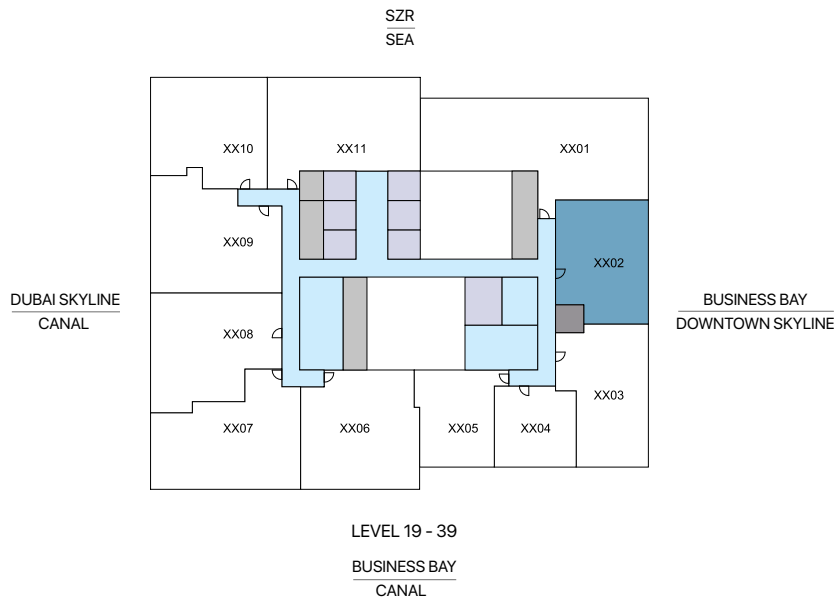 SZR
SEA
XX10
XX11
XX01
XX09
XX02
DUBAI SKYLINE
CANAL
BUSINESS BAY
DOWNTOWN SKYLINE
XX08
XX03
XX07
XX06
XX05
XX04
LEVEL 19 - 39
BUSINESS BAY
CANAL